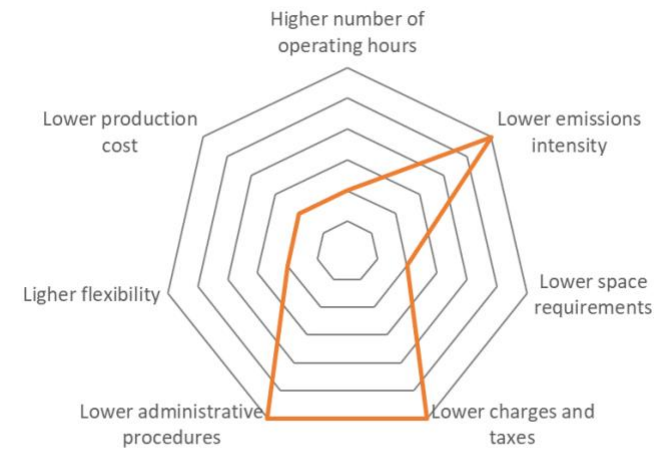 Higher number of
operating hours
Lower production
cost
Lower emissions
intensity
Ligher flexibility
Lower space
requirements
Lower administrative
procedures
Lower charges and
taxes